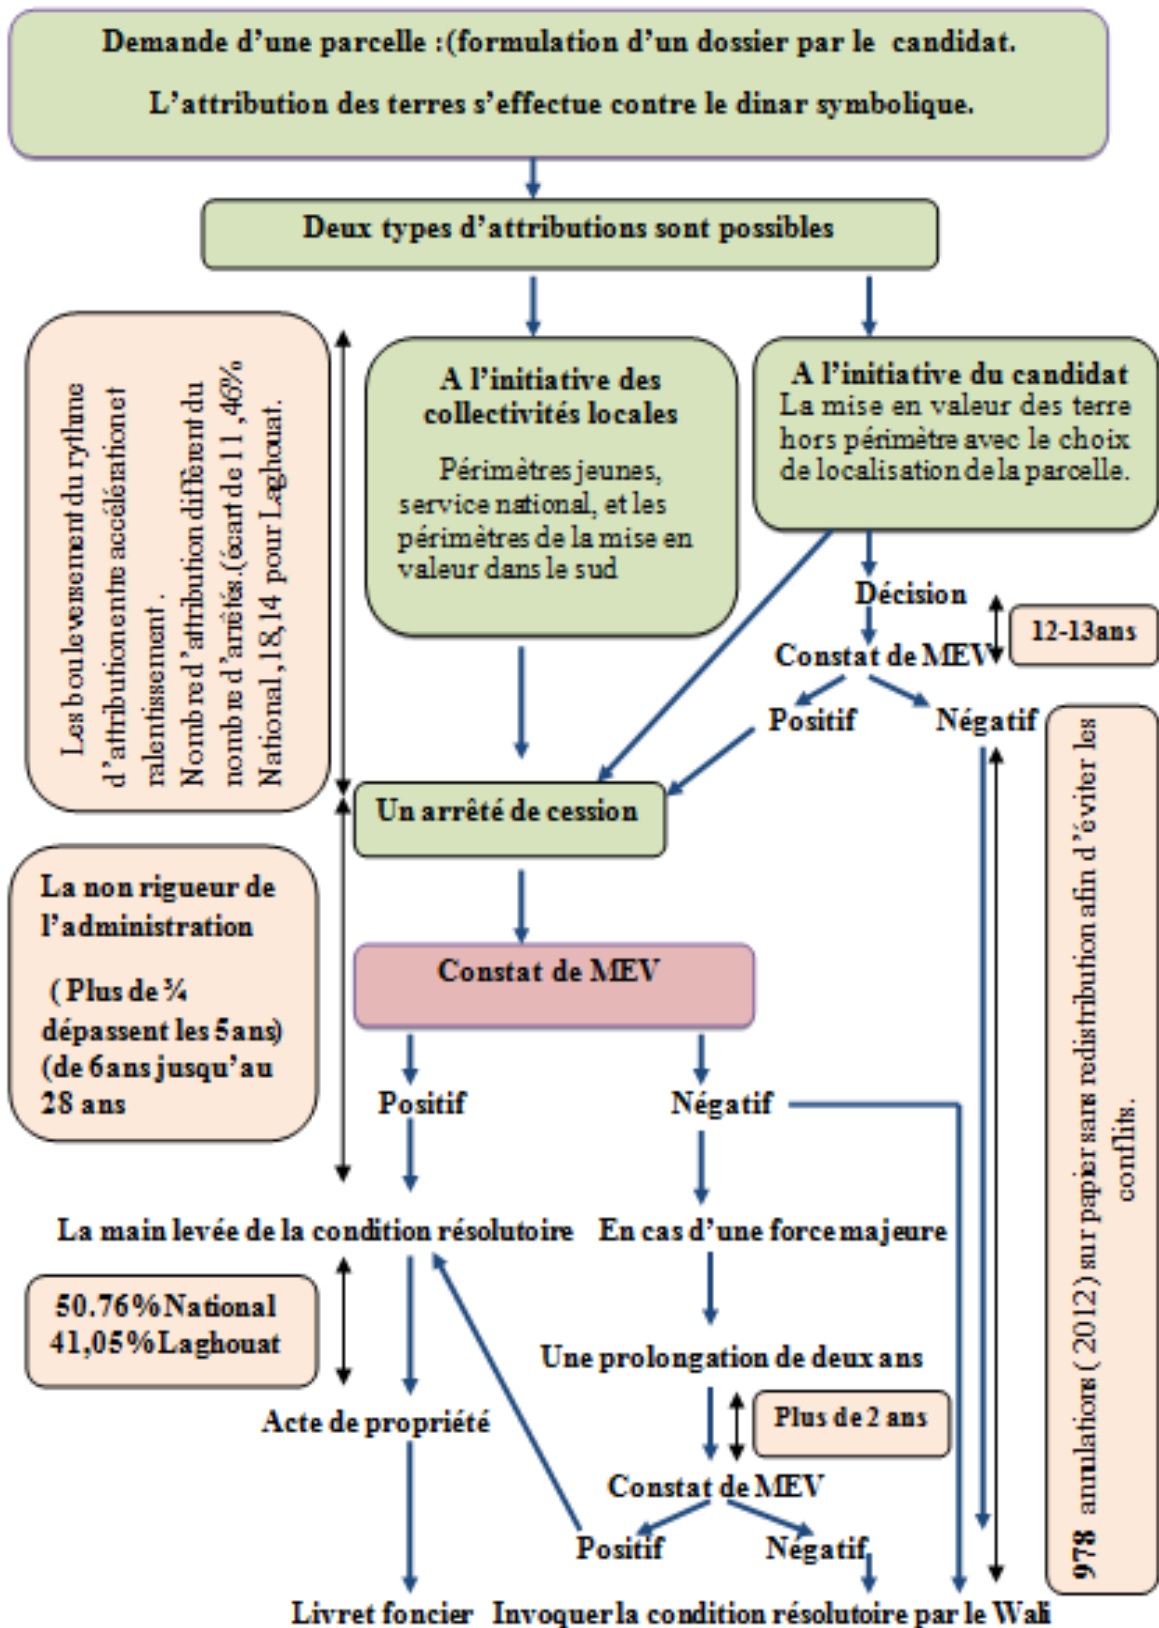 Demande d’une parcelle :(formulation d’un dossier par le candidat.
L’attribution des terres s’effectue contre le dinar symbolique.
Deux types d’attributions sont possibles
A l’initiative des
collectivités locales
Périmètres jeunes,
service national, et les
périmètres de la mise en
valeur dans le sud
A l’initiative du candidat
La mise en valeur des terre
hors périmètre avec le choix
de localisation de la parcelle.
Les boulevesement du rythme
d’attribution entre accélération et
ralentissement .
Nombre d’attribution différent du
nombre d’arrêtés.(écart de 11,46%
National ,18,14 pour Laghouat.
Décision
12-13ans
Constat de MEV
Positif
Négatif
Un arrêté de cession
La non rigueur de
l’administration
( Plus de ¾
dépassent les 5ans)
(de 6ans jusqu’au
28 ans
Constat de MEV
Positif
Négatif
978 annulations ( 2012) sur papier sans redistribution afin d’éviter les
conflits.
La main levée de la condition résolutoire
En cas d’une force majeure
50.76% National
41,05% Laghouat
Une prolongation de deux ans
Acte de propriété
Plus de 2 ans
Constat de MEV
Positif
Négatif
Livret foncier
Invoquer la condition résolutoire par le Wali